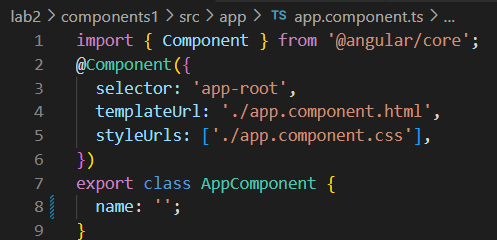 lab2 > components1 > src > app > TS app.component.ts > ...
1 import { Component } from '@angular/core';
2 @Component({
3 selector: 'app-root',
4 templateUrl: './app.component.html',
5 styleUrls: ['./app.component.css'],
6 })
7 export class AppComponent {
8 name: '';
9 }